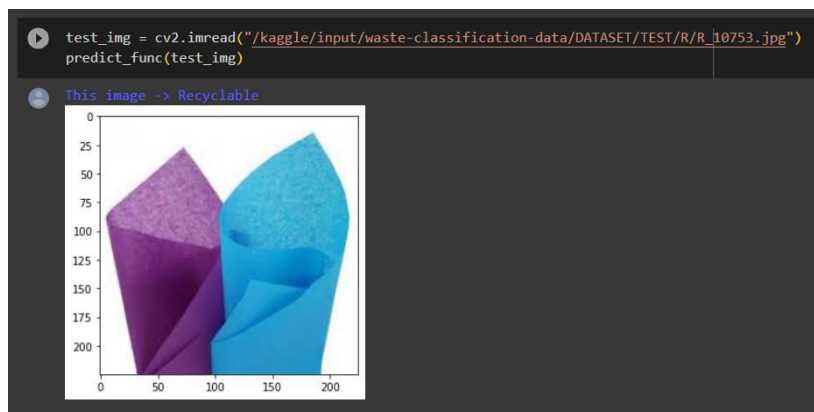 test_img = cv2.imread("/kaggle/input/waste-classification-data/DATASET/TEST/R/R_10753.jpg")
predict_func(test_img)
This image -> Recyclable
0
25
50
75
100
125
150
175
200
0 50 100 150 200